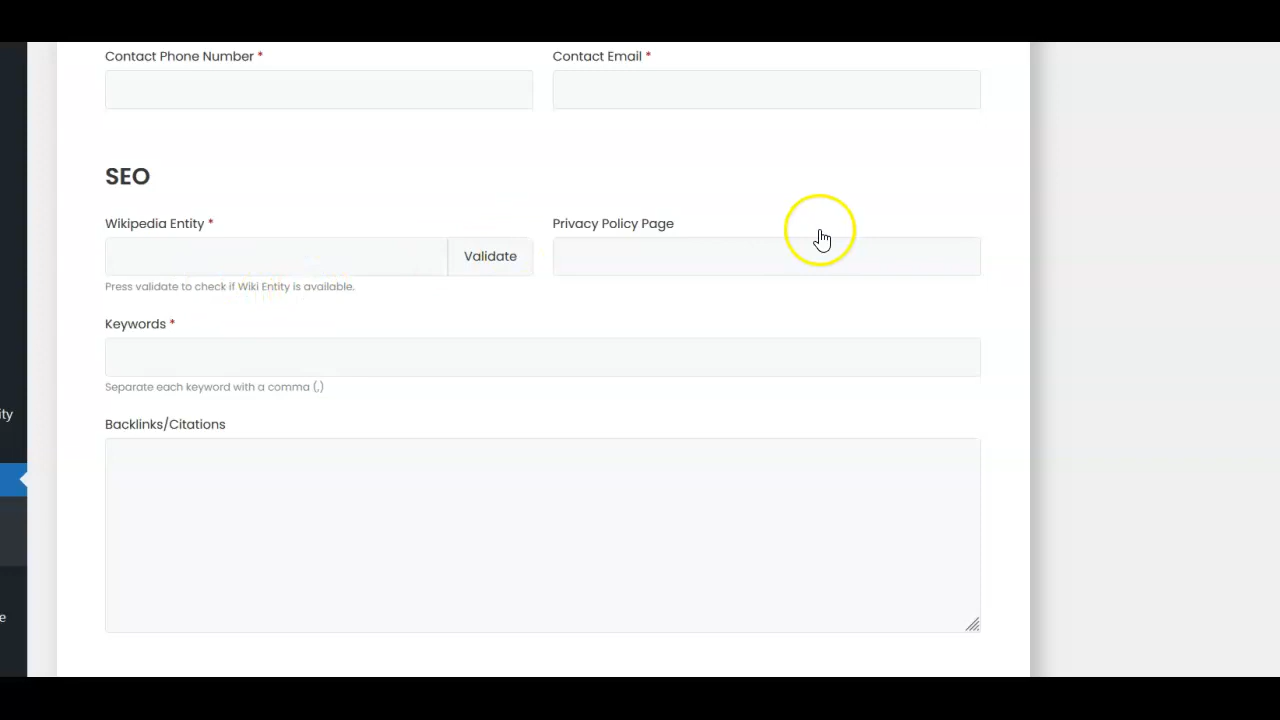 Contact Phone Number *
Contact Email *
SEO
Wikipedia Entity *
Privacy Policy Page
Validate
Press validate to check if Wiki Entity is available.
Keywords *
Separate each keyword with a comma (,)
ity
Backlinks/Citations
e